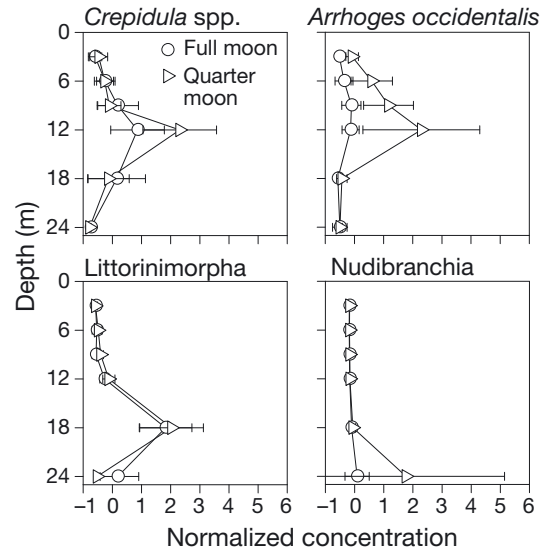 Crepidula spp. Arrhoges occidentalis
0
6
12
18
24
Full moon
Quarter
moon
Depth (m)
Littorinimorpha Nudibranchia
0
6
12
18
24
−1 0 1 2 3 4 5 6 −1 0 1 2 3 4 5 6
Normalized concentration